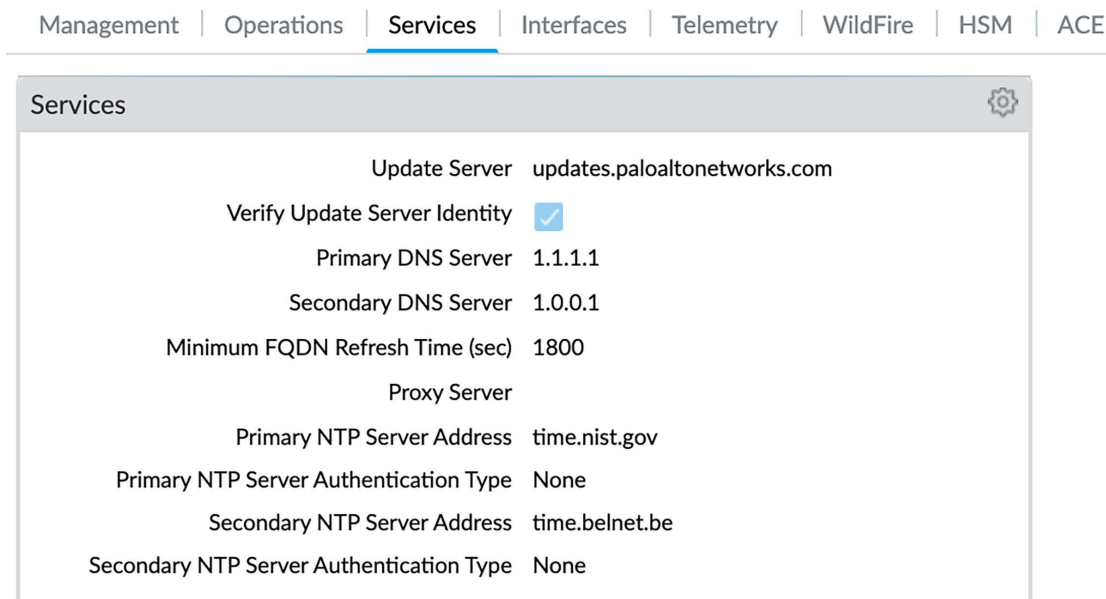 Management | Operations | Services | Interfaces | Telemetry | WildFire | HSM | ACE
Services
Update Server updates.paloaltonetworks.com
Verify Update Server Identity
Primary DNS Server 1.1.1.1
Secondary DNS Server 1.0.0.1
Minimum FQDN Refresh Time (sec) 1800
Proxy Server
Primary NTP Server Address time.nist.gov
Primary NTP Server Authentication Type None
Secondary NTP Server Address time.belnet.be
Secondary NTP Server Authentication Type None